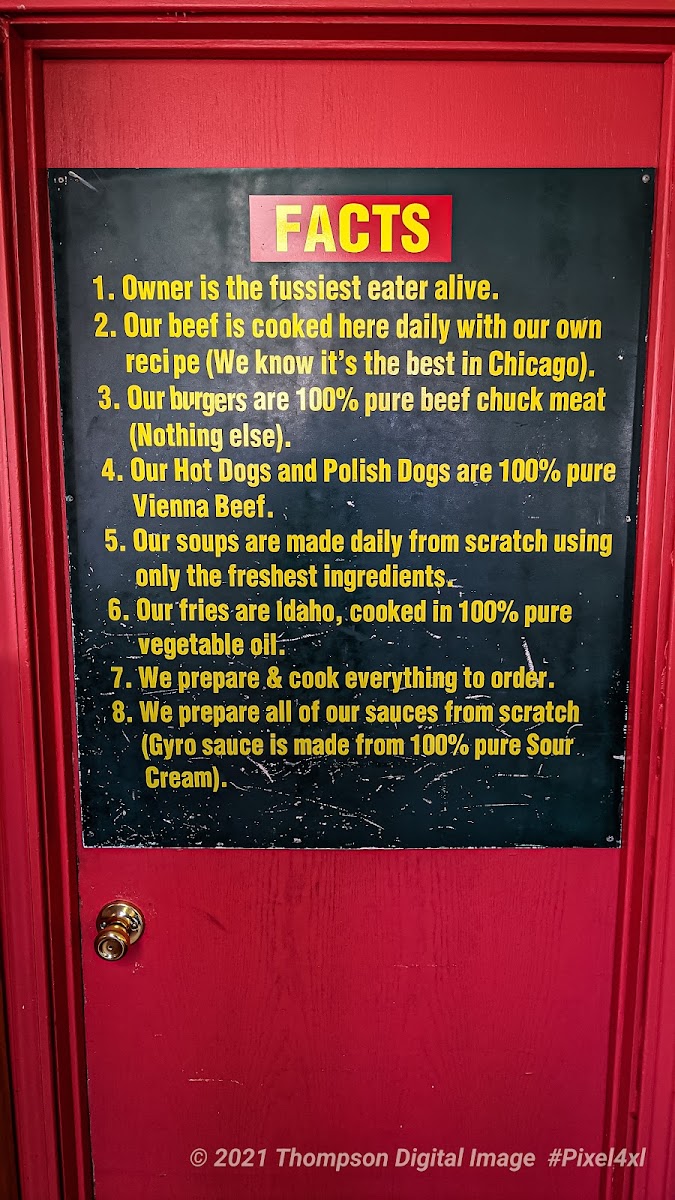 FACTS
1. Owner is the fussiest eater alive.
2. Our beef is cooked here daily with our own
recipe (We know it's the best in Chicago).
3. Our burgers are 100% pure beef chuck meat
(Nothing else).
4. Our Hot Dogs and Polish Dogs are 100% pure
Vienna Beef.
5. Our soups are made daily from scratch using
only the freshest ingredients.
6. Our fries are Idaho, cooked in 100% pure
vegetable oil.
7. We prepare & cook everything to order.
8. We prepare all of our sauces from scratch
(Gyro sauce is made from 100% pure Sour
Cream).
© 2021 Thompson Digital Image #Pixel4xl